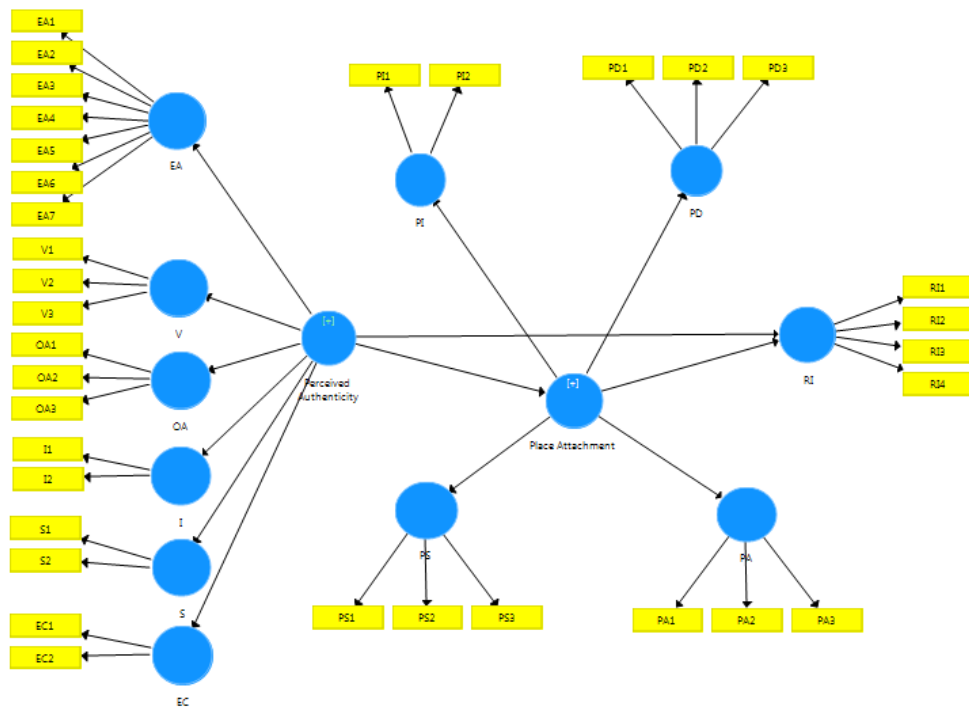 EA1
EA2
EA3
EA4
EA5
EA6
EA7
EA
PI1
PI2
PI
PD1
PD2
PD3
PD
V1
V2
V3
V
OA1
OA2
OA3
OA
[+]
Perceived
Authenticity
[+]
Place Attachment
RI
RI1
RI2
RI3
RI4
I1
I2
I
S1
S2
S
EC1
EC2
EC
PS
PS1
PS2
PS3
PA
PA1
PA2
PA3